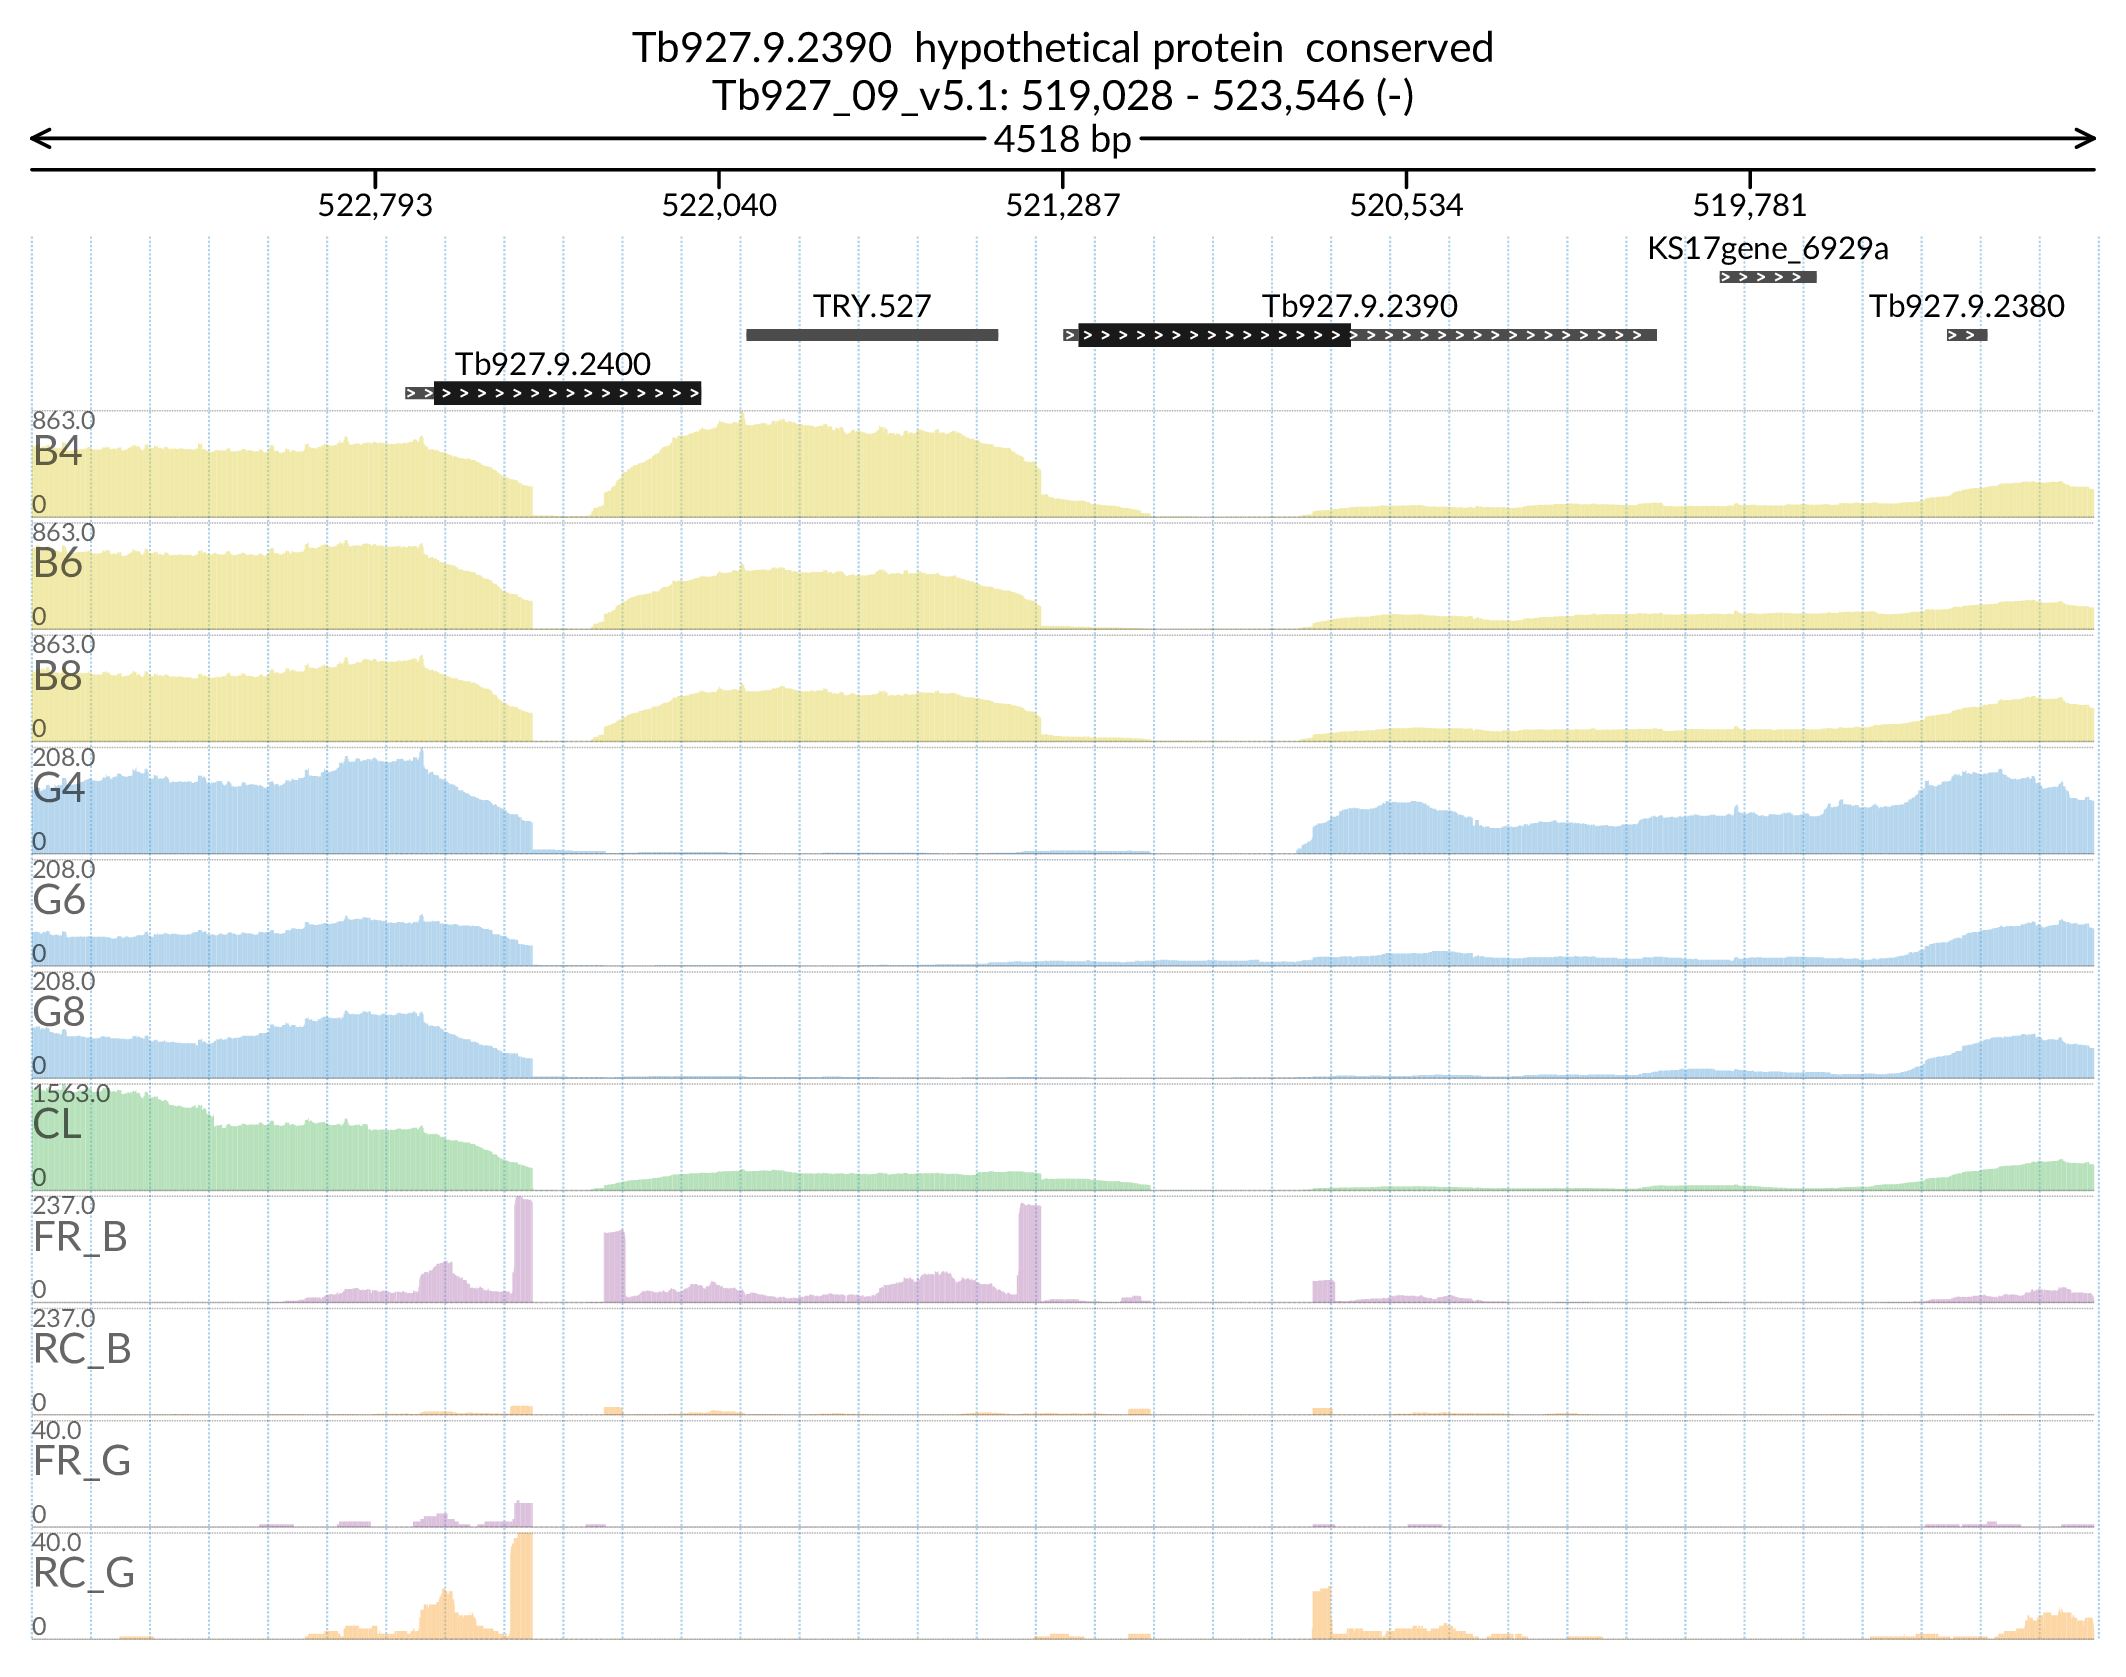 Tb927.9.2390  hypothetical protein  conserved
Tb927_09_v5.1: 519,028 - 523,546 (-)
4518 bp
522,793 522,040 521,287 520,534 519,781
KS17gene_6929a
TRY.527 Tb927.9.2390 Tb927.9.2380
Tb927.9.2400
863.0
B4
0
863.0
B6
0
863.0
B8
0
208.0
G4
0
208.0
G6
0
208.0
G8
0
1563.0
CL
0
237.0
FR_B
0
237.0
RC_B
0
40.0
FR_G
0
40.0
RC_G
0